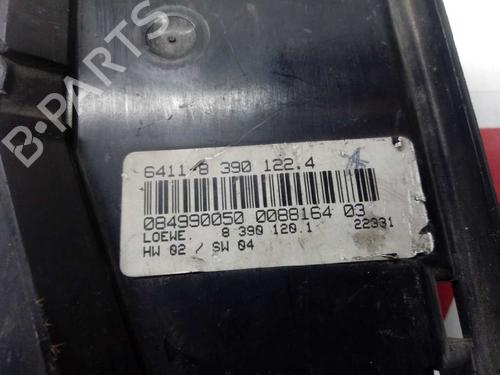 B-PARTS
6411-8 390 122.4
084990050 0088164 03
LOEWE. 8 390 120.1 22331
HW 02 / SW 04